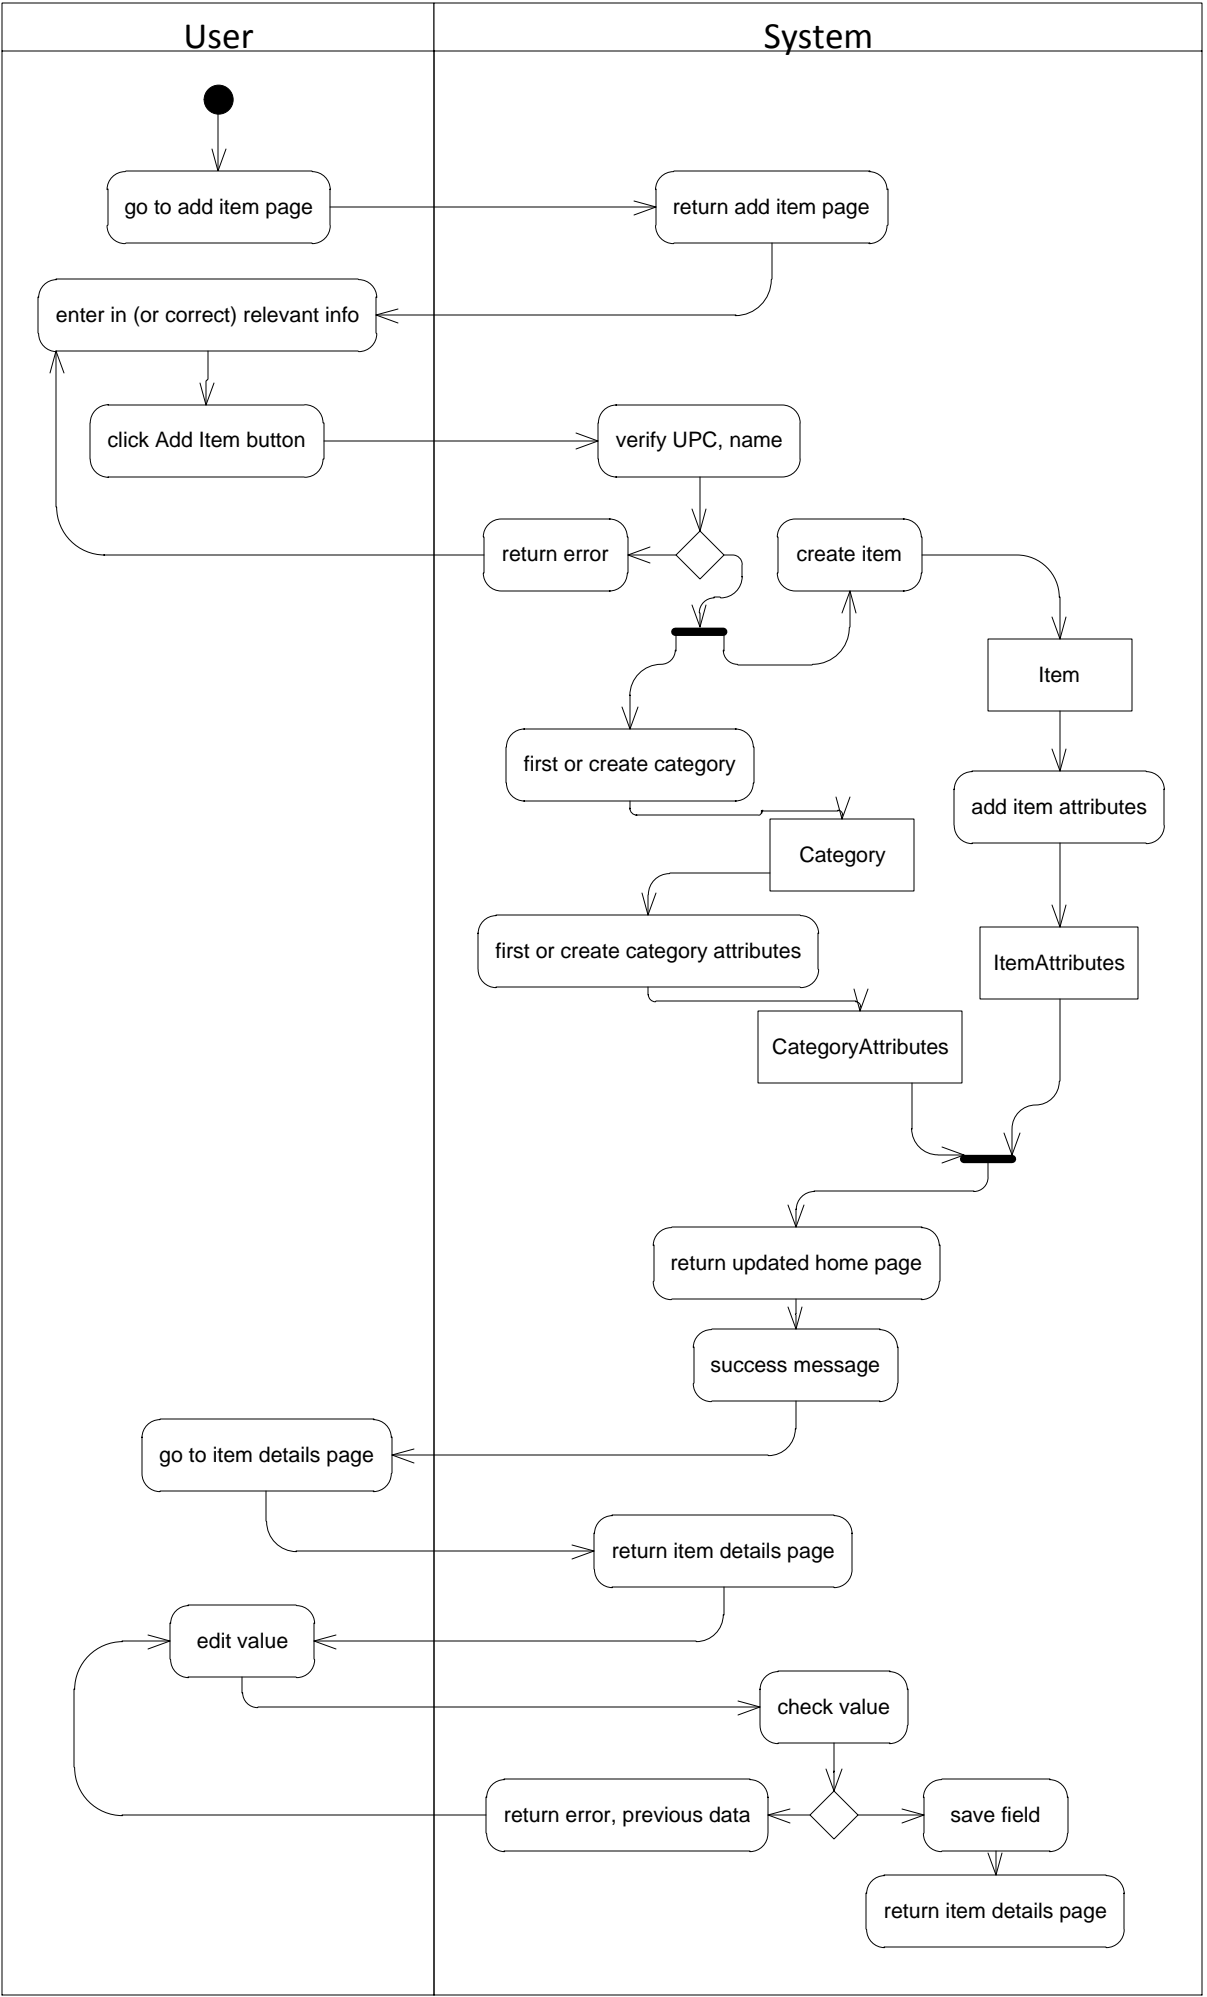 User
System
go to add item page
return add item page
enter in (or correct) relevant info
click Add Item button
verify UPC, name
return error
create item
Item
first or create category
add item attributes
Category
first or create category attributes
ItemAttributes
CategoryAttributes
return updated home page
success message
go to item details page
return item details page
edit value
check value
return error, previous data
save field
return item details page